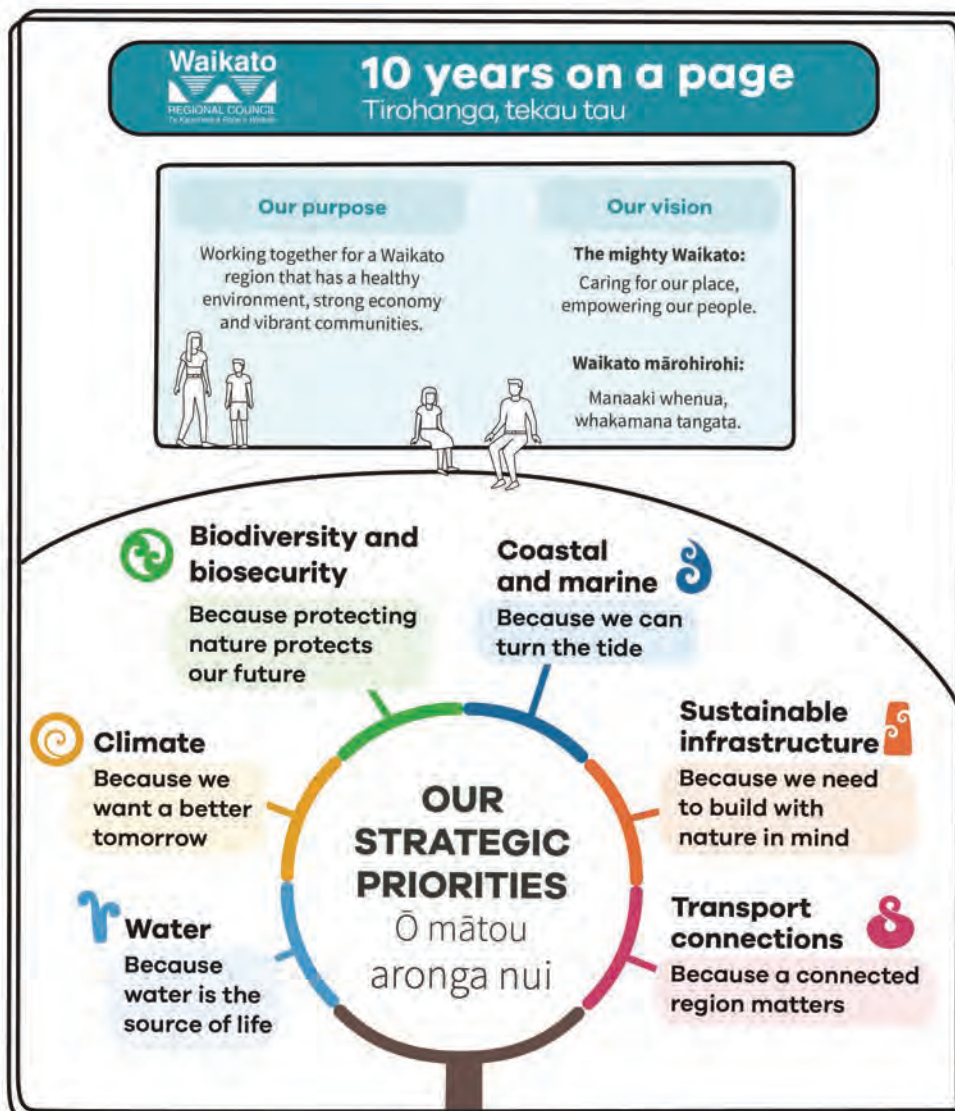 Waikato
REGIONAL COUNCIL
10 years on a page
Tirohanga, tekau tau
Our purpose
Working together for a Waikato
region that has a healthy
environment, strong economy
and vibrant communities.
Our vision
The mighty Waikato:
Caring for our place,
empowering our people.
Waikato mārohirohi:
Manaaki whenua,
whakamana tangata.
Biodiversity and
biosecurity
Because protecting
nature protects
our future
Coastal
and marine
Because we can
turn the tide
Climate
Because we
want a better
tomorrow
Sustainable
infrastructure
Because we need
to build with
nature in mind
OUR
STRATEGIC
PRIORITIES
Ō mātou
aronga nui
Water
Because
water is the
source of life
Transport
connections
Because a connected
region matters